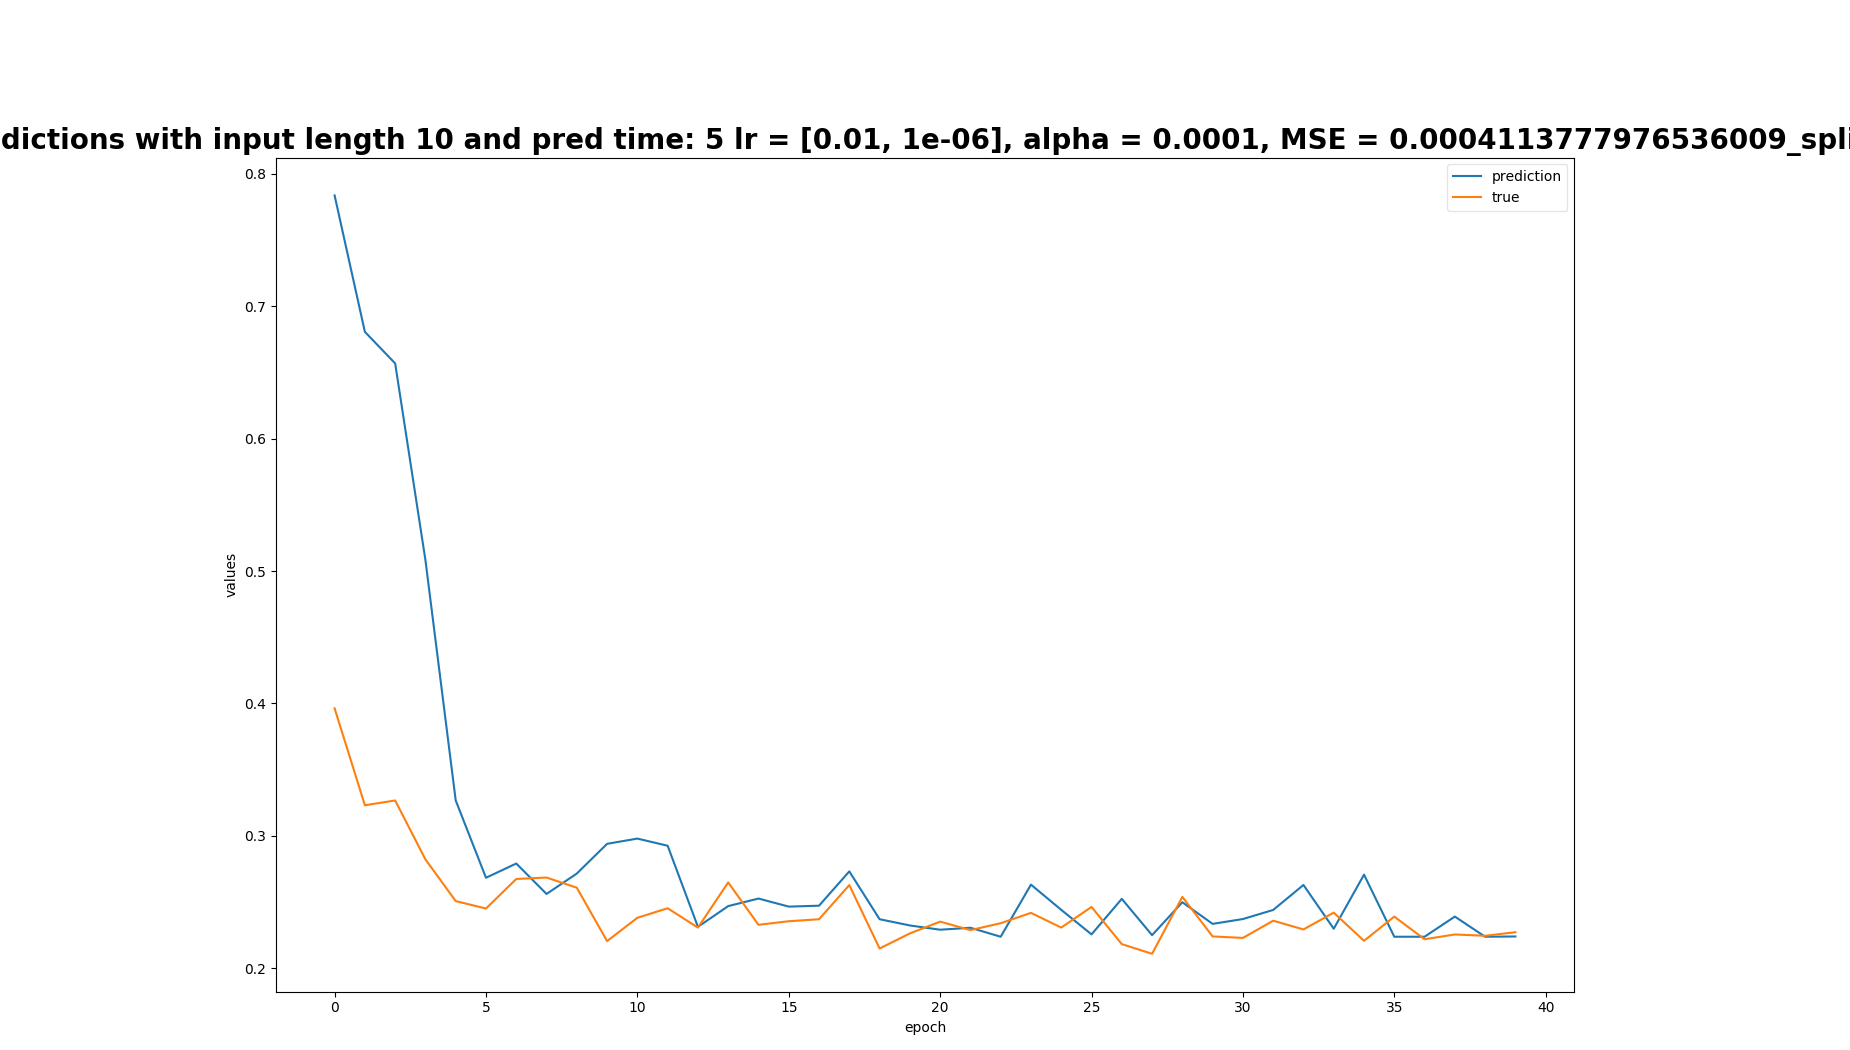 dictions with input length 10 and pred time: 5 lr = [0.01, 1e-06], alpha = 0.0001, MSE = 0.0004113777976536009_spli
prediction
true
0.8
0.7
0.6
0.5
0.4
0.3
0.2
values
0 5 10 15 20 25 30 35 40
epoch